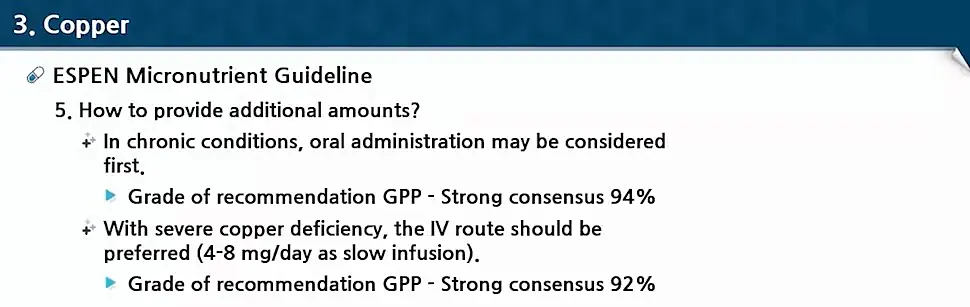 3. Copper
ESPEN Micronutrient Guideline
5. How to provide additional amounts?
In chronic conditions, oral administration may be considered
first.
Grade of recommendation GPP - Strong consensus 94%
With severe copper deficiency, the IV route should be
preferred (4-8 mg/day as slow infusion).
Grade of recommendation GPP - Strong consensus 92%